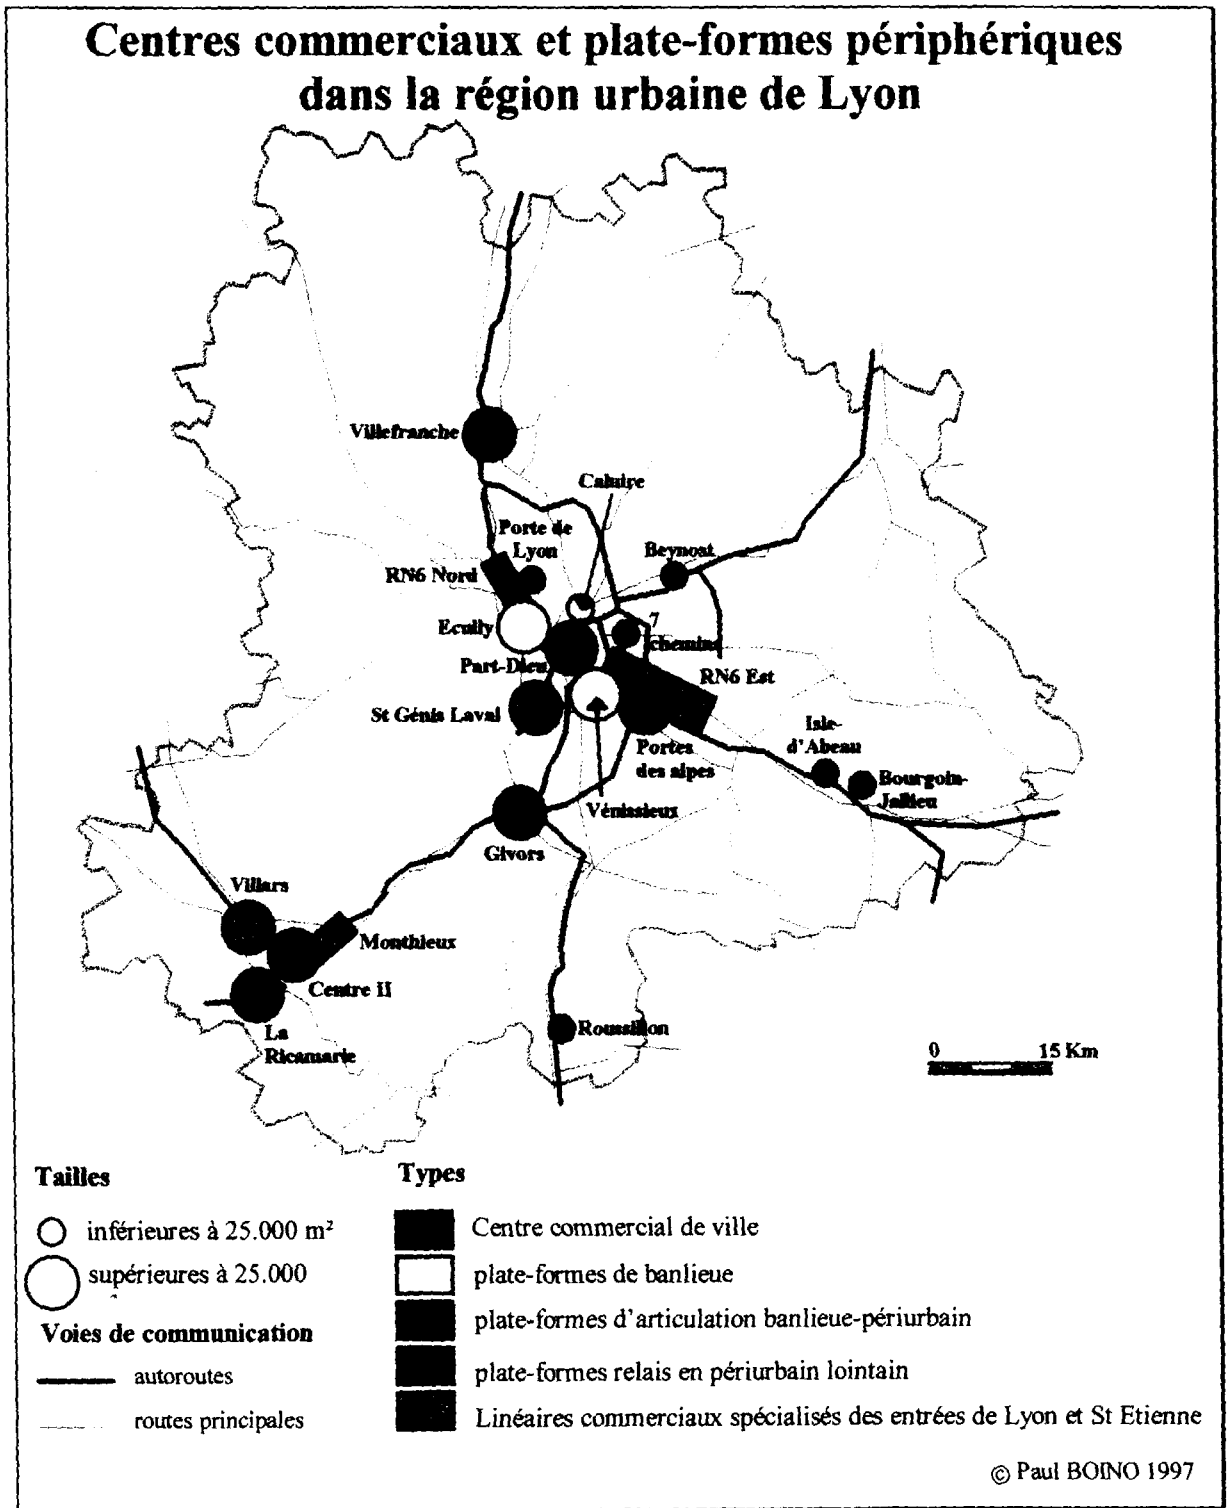 Centres commerciaux et plate-formes périphériques
dans la région urbaine de Lyon
Villefranche
Caluire
Porte de
Lyon
Beynost
RN6 Nord
Ecully
7
chemins
Part-Dieu
RN6 Est
St Génis Laval
Isle-
d'Abeau
Portes
des alpes
Bourgoin-
Jallieu
Vénissieux
Givors
Villars
Monthieux
Centre II
La
Ricamarie
Roussillon
0 15 Km
Tailles
inférieures à 25.000 m²
supérieures à 25.000
Voies de communication
autoroutes
routes principales
Types
Centre commercial de ville
plate-formes de banlieue
plate-formes d'articulation banlieue-périurbain
plate-formes relais en périurbain lointain
Linéaires commerciaux spécialisés des entrées de Lyon et St Etienne
© Paul BOINO 1997